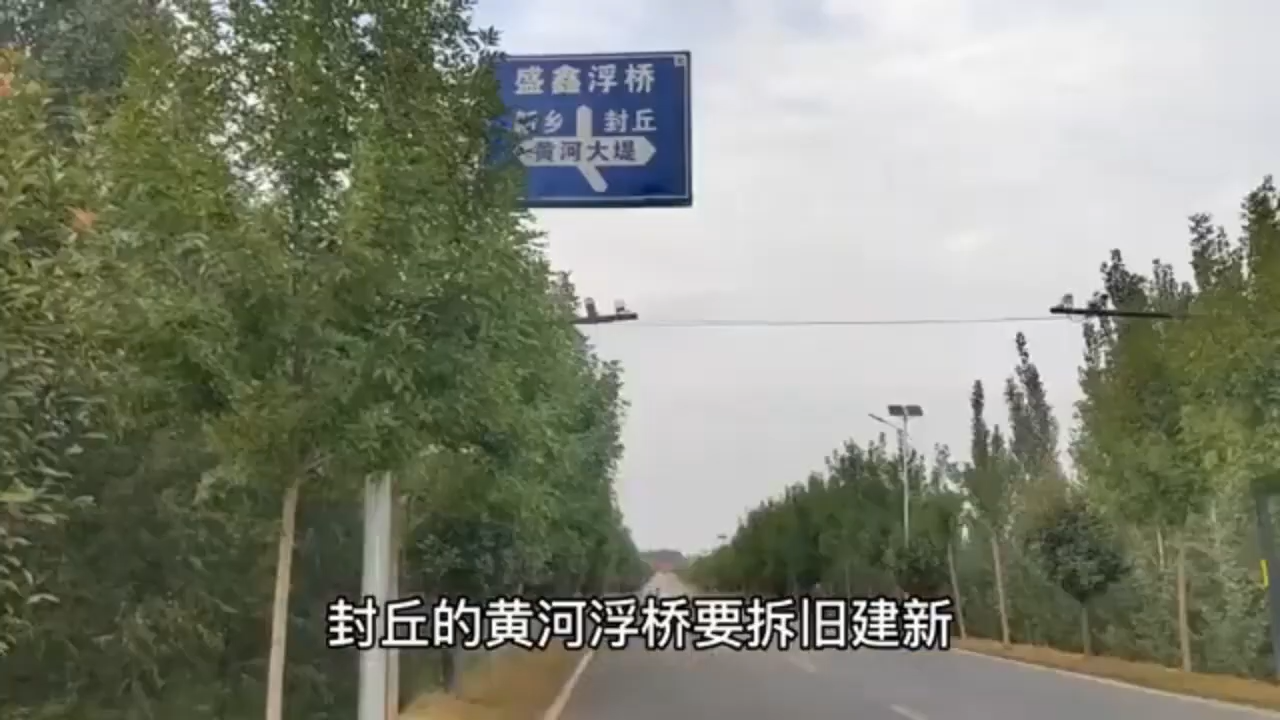 盛鑫浮桥
新乡 封丘
黄河大堤
封丘的黄河浮桥要拆旧建新